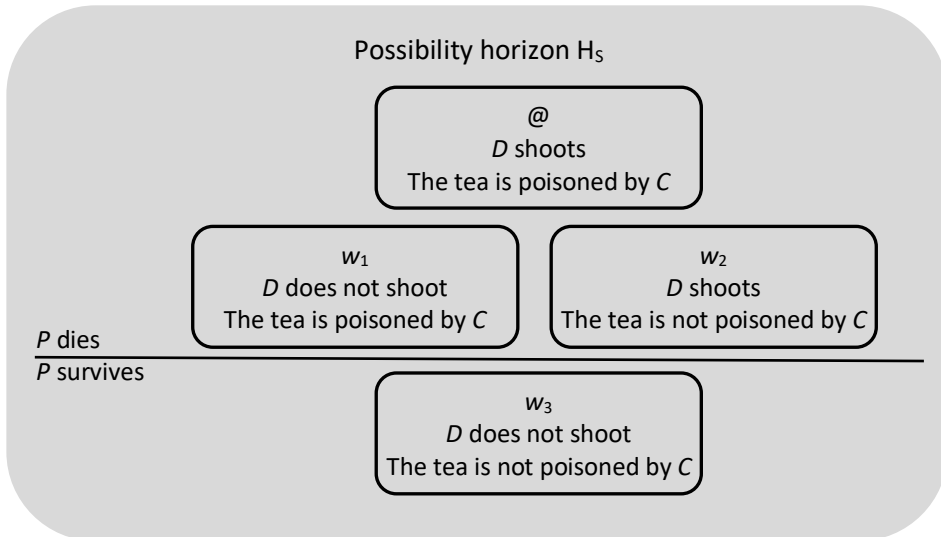 Possibility horizon Hₛ
@
D shoots
The tea is poisoned by C
w₁
D does not shoot
The tea is poisoned by C
w₂
D shoots
The tea is not poisoned by C
P dies
P survives
w₃
D does not shoot
The tea is not poisoned by C